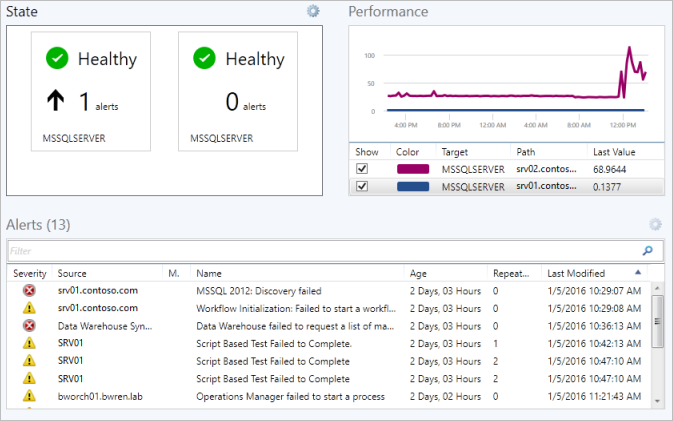 State
Healthy
1 alerts
MSSQLSERVER
Healthy
0 alerts
MSSQLSERVER
Performance
100
50
0
4:00 PM 8:00 PM 12:00 AM 4:00 AM 8:00 AM 12:00 PM
Show Color Target Path Last Value
MSSQLSERVER srv02.contos... 68.9644
MSSQLSERVER srv01.contos... 0.1377
Alerts (13)
Filter
Severity Source M. Name Age Repeat... Last Modified
srv01.contoso.com MSSQL 2012: Discovery failed 2 Days, 03 Hours 0 1/5/2016 10:29:07 AM
srv01.contoso.com Workflow Initialization: Failed to start a workfl... 2 Days, 03 Hours 0 1/5/2016 10:29:08 AM
Data Warehouse Syn... Data Warehouse failed to request a list of ma... 2 Days, 03 Hours 0 1/5/2016 10:36:13 AM
SRV01 Script Based Test Failed to Complete. 2 Days, 03 Hours 1 1/5/2016 10:42:13 AM
SRV01 Script Based Test Failed to Complete 2 Days, 03 Hours 2 1/5/2016 10:47:10 AM
SRV01 Script Based Test Failed to Complete 2 Days, 03 Hours 2 1/5/2016 10:47:10 AM
bworch01.bwren.lab Operations Manager failed to start a process 2 Days, 02 Hours 0 1/5/2016 11:21:43 AM